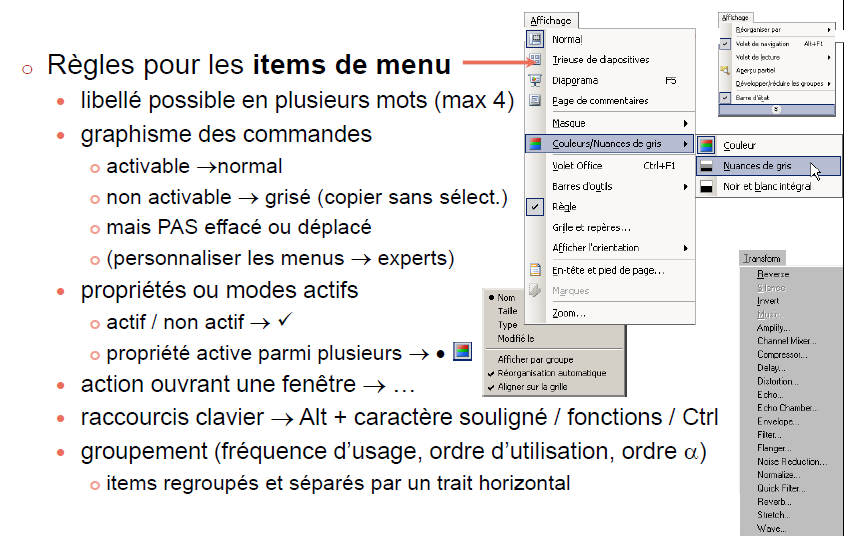 Règles pour les items de menu
• libellé possible en plusieurs mots (max 4)
• graphisme des commandes
activable →normal
non activable → grisé (copier sans sélect.)
mais PAS effacé ou déplacé
(personnaliser les menus → experts)
• propriétés ou modes actifs
actif / non actif → ✓
propriété active parmi plusieurs → •
• action ouvrant une fenêtre → …
• raccourcis clavier → Alt + caractère souligné / fonctions / Ctrl
• groupement (fréquence d'usage, ordre d'utilisation, ordre α)
items regroupés et séparés par un trait horizontal
Affichage
Normal
Trieuse de diapositives
Diaporama F5
Page de commentaires
Masque
Couleurs/Nuances de gris
Volet Office Ctrl+F1
Barres d'outils
Règle
Grille et repères...
Afficher l'orientation
En-tête et pied de page...
Marques
Zoom...
Couleur
Nuances de gris
Noir et blanc intégral
Affichage
Réorganiser par
Volet de navigation Alt+F1
Volet de lecture
Aperçu partiel
Développer/réduire les groupes
Barre d'état
Nom
Taille
Type
Modifié le
Afficher par groupe
Réorganisation automatique
Aligner sur la grille
Transform
Reverse
Silence
Invert
Music...
Amplify...
Channel Mixer...
Compressor...
Delay...
Distortion...
Echo...
Echo Chamber...
Envelope...
Filter...
Flanger...
Noise Reduction...
Normalize...
Quick Filter...
Reverb...
Stretch...
Wave...